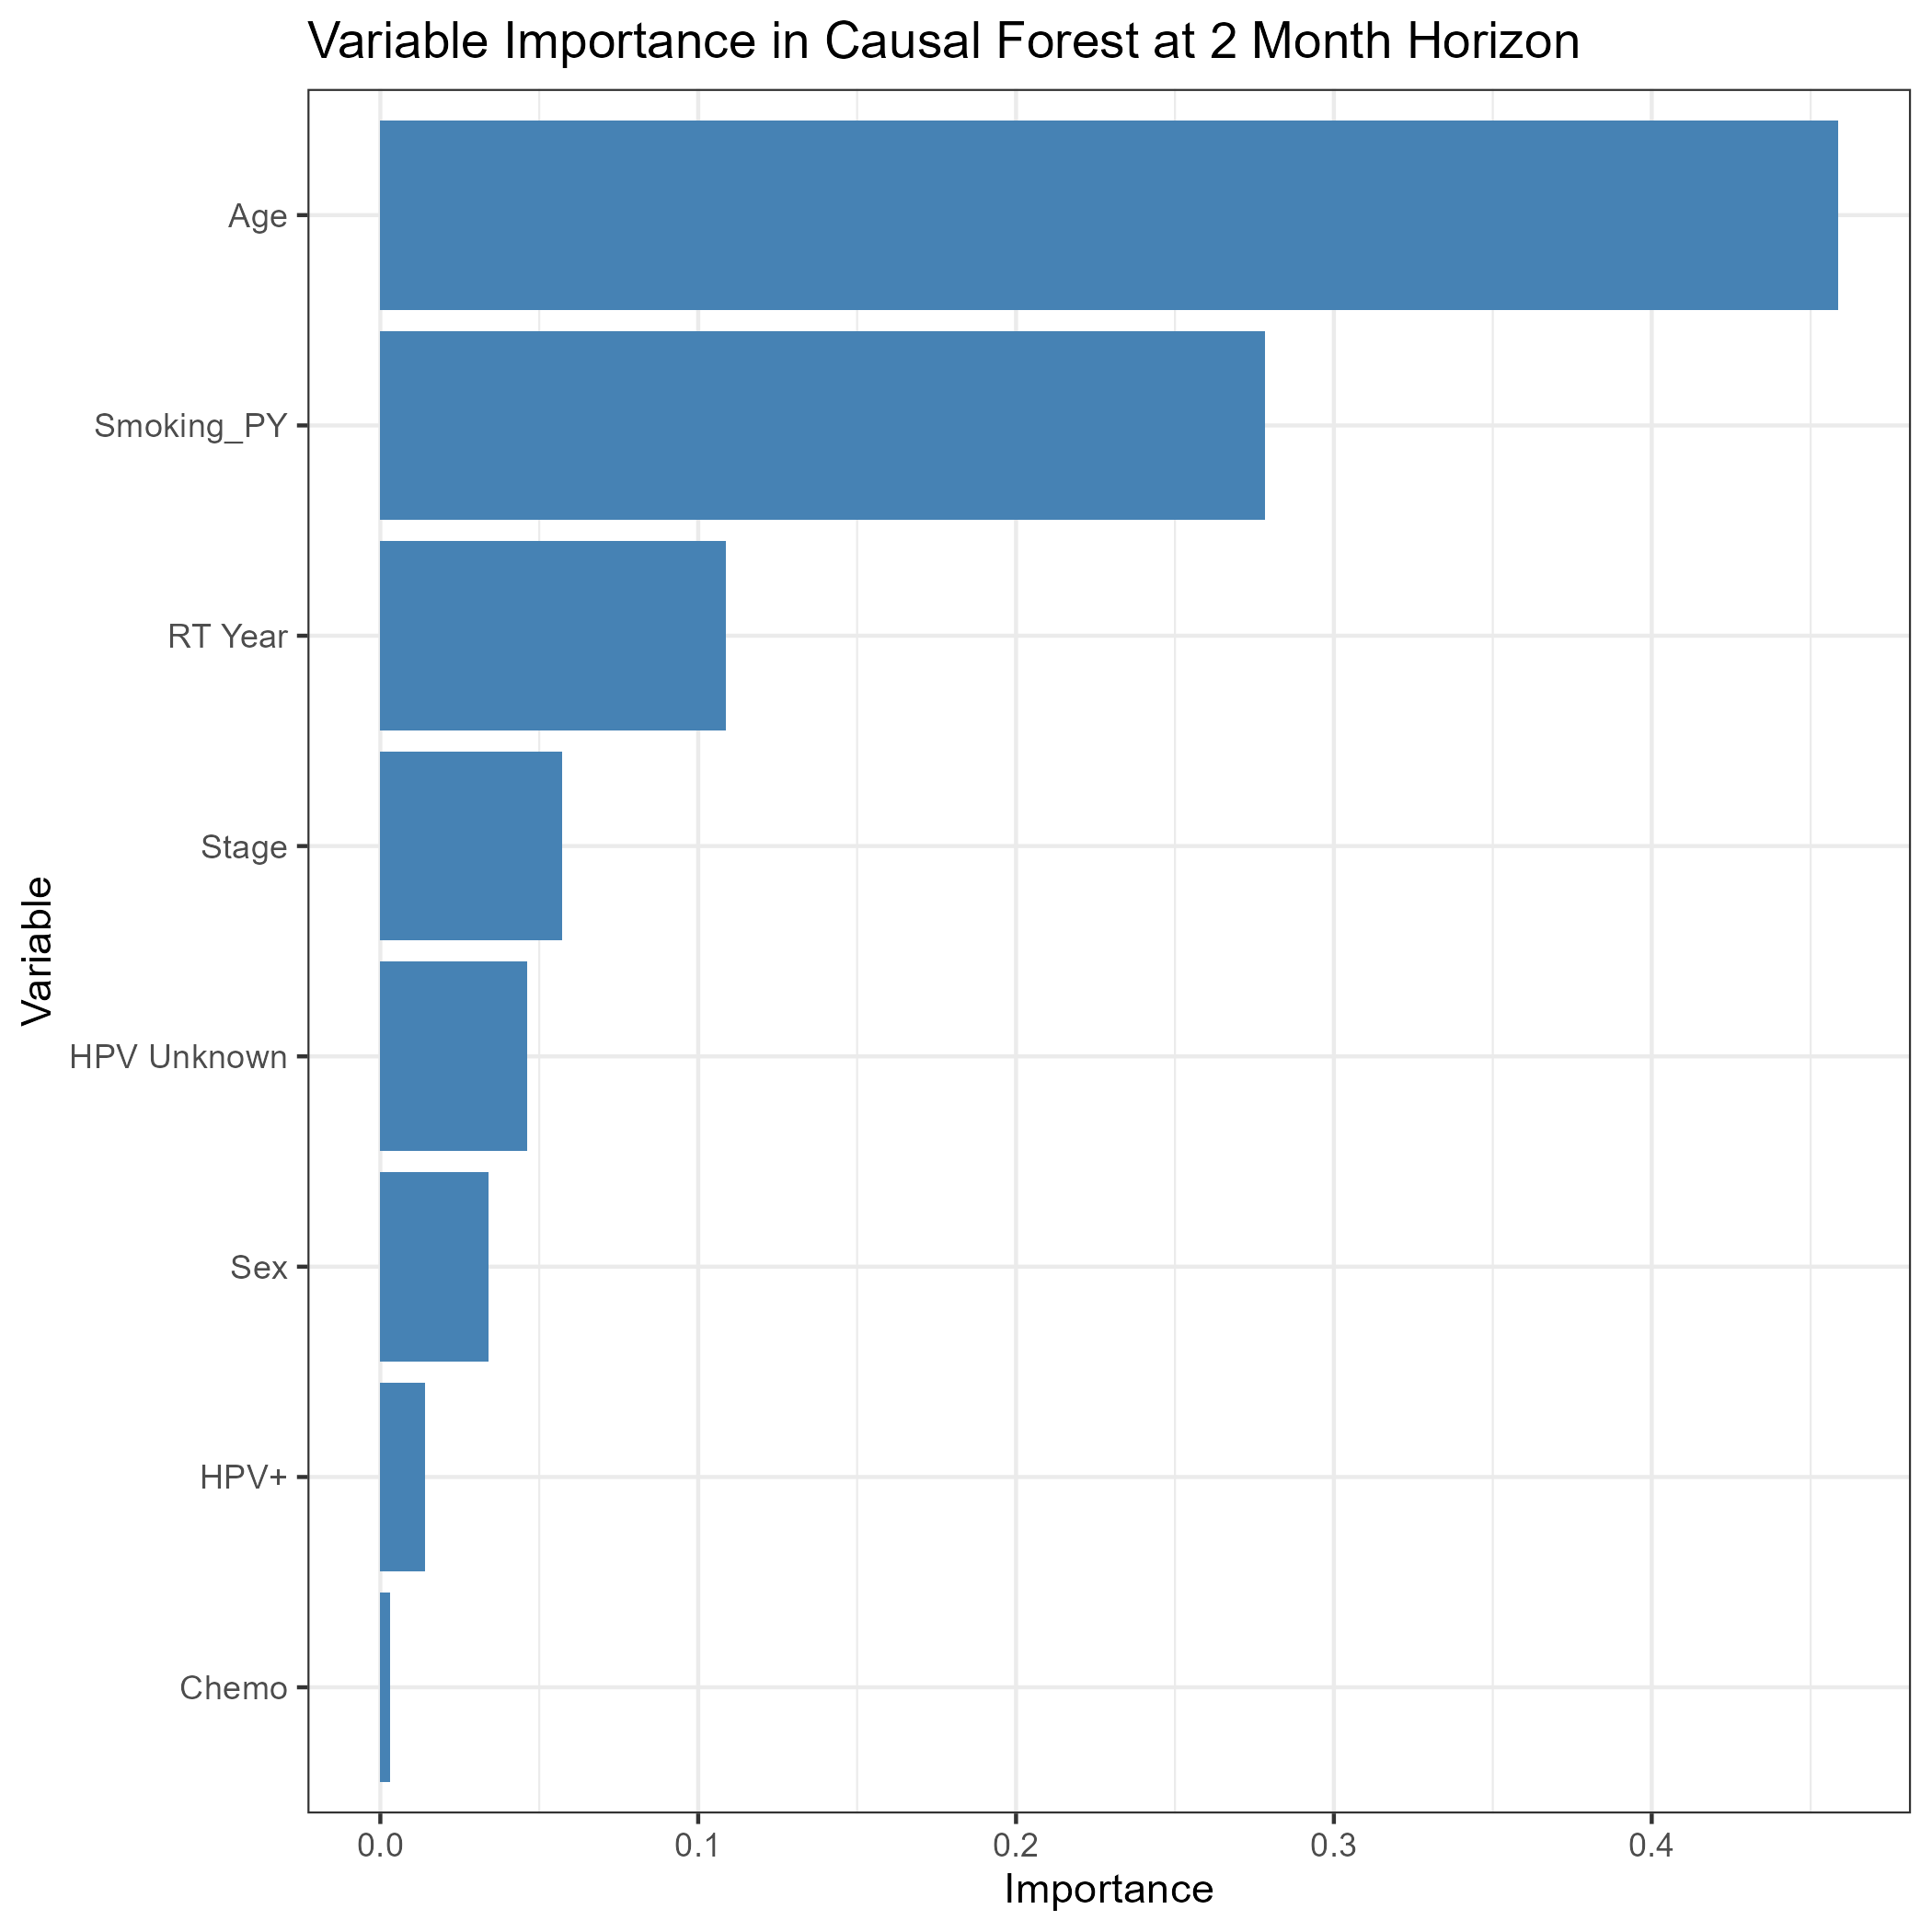 Variable Importance in Causal Forest at 2 Month Horizon
Age
Smoking_PY
RT Year
Stage
HPV Unknown
Sex
HPV+
Chemo
Variable
0.0 0.1 0.2 0.3 0.4
Importance